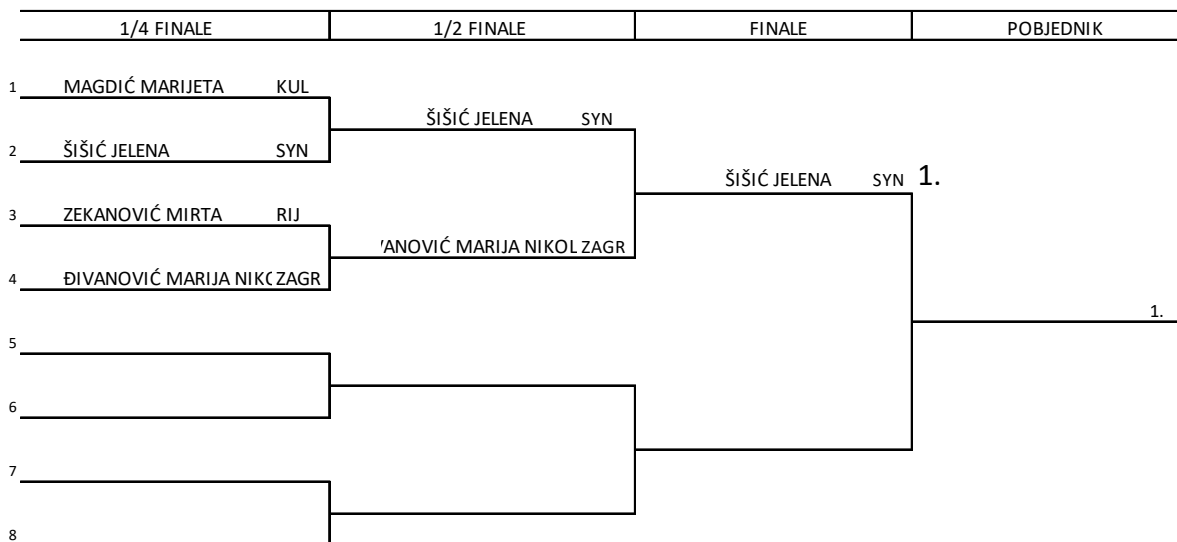 1/4 FINALE 1/2 FINALE FINALE POBJEDNIK
1 MAGDIĆ MARIJETA KUL
ŠIŠIĆ JELENA SYN
2 ŠIŠIĆ JELENA SYN
ŠIŠIĆ JELENA SYN 1.
3 ZEKANOVIĆ MIRTA RIJ
VANOVIĆ MARIJA NIKOL ZAGR
4 ĐIVANOVIĆ MARIJA NIKO ZAGR
1.
5
6
7
8